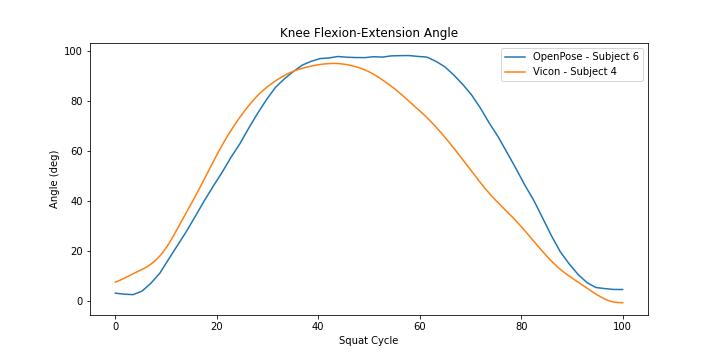 Knee Flexion-Extension Angle
OpenPose - Subject 6
Vicon - Subject 4
100
80
60
40
20
0
Angle (deg)
0 20 40 60 80 100
Squat Cycle